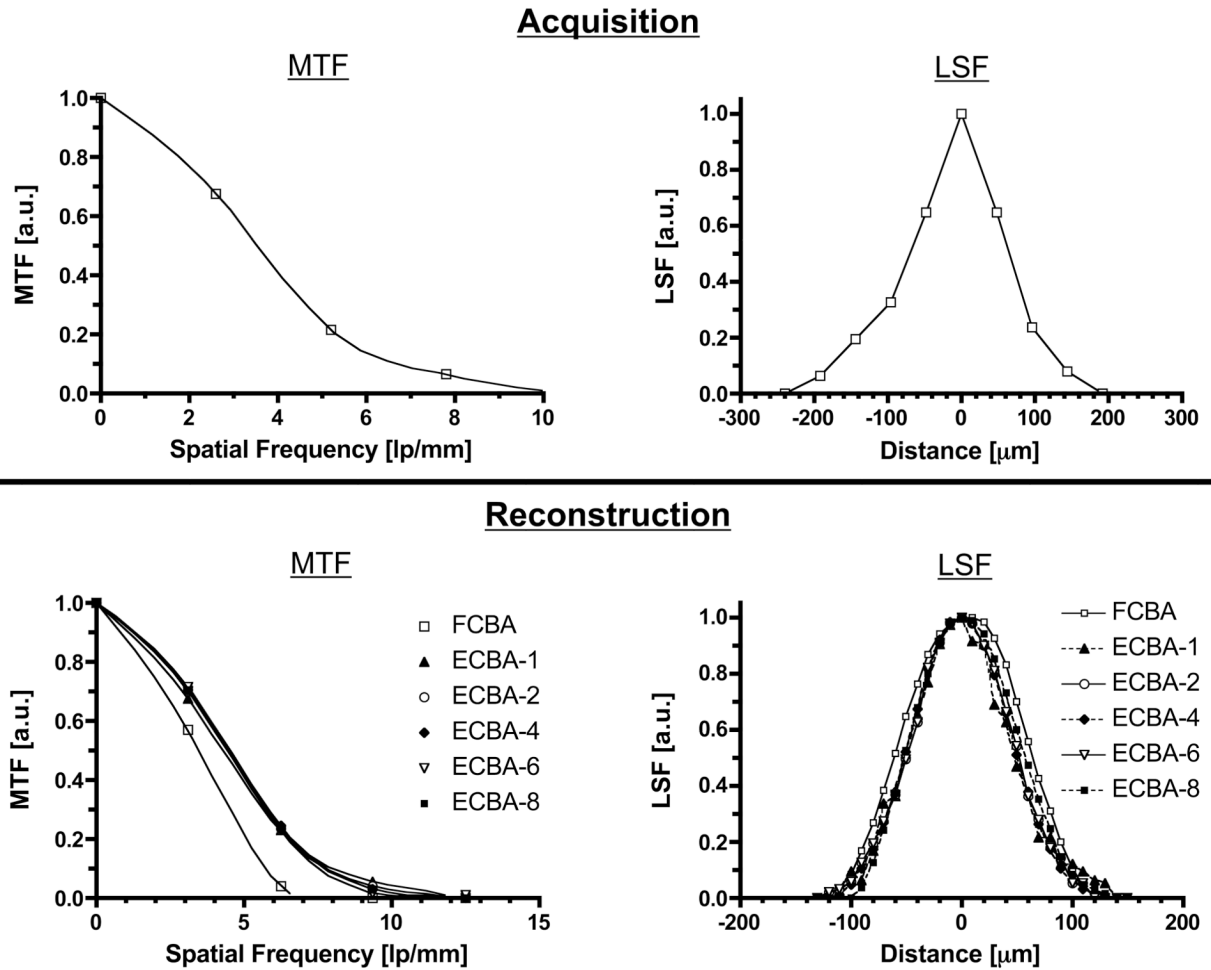 Acquisition
MTF
LSF
MTF [a.u.]
1.0
0.8
0.6
0.4
0.2
0.0
0 2 4 6 8 10
Spatial Frequency [lp/mm]
LSF [a.u.]
1.0
0.8
0.6
0.4
0.2
0.0
-300 -200 -100 0 100 200 300
Distance [μm]
Reconstruction
MTF
LSF
MTF [a.u.]
1.0
0.8
0.6
0.4
0.2
0.0
0 5 10 15
Spatial Frequency [lp/mm]
FCBA
ECBA-1
ECBA-2
ECBA-4
ECBA-6
ECBA-8
LSF [a.u.]
1.0
0.8
0.6
0.4
0.2
0.0
-200 -100 0 100 200
Distance [μm]
FCBA
ECBA-1
ECBA-2
ECBA-4
ECBA-6
ECBA-8